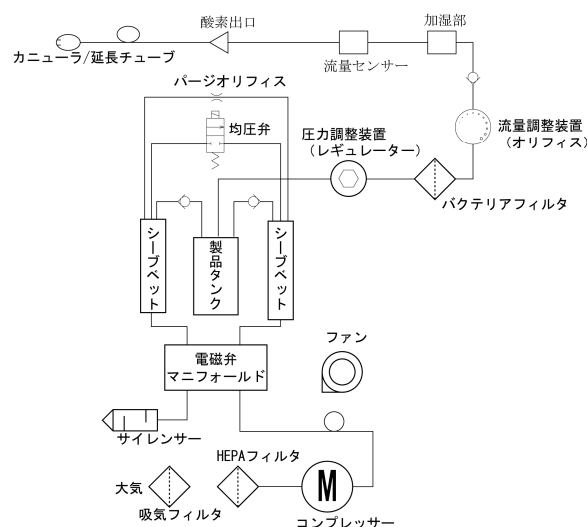 酸素出口
加湿部
カニューラ/延長チューブ
流量センサー
パージオリフィス
均圧弁
圧力調整装置
(レギュレーター)
流量調整装置
(オリフィス)
バクテリアフィルタ
シーブベット
製品タンク
シーブベット
電磁弁
マニフォールド
ファン
サイレンサー
HEPAフィルタ
大気
吸気フィルタ
M
コンプレッサー